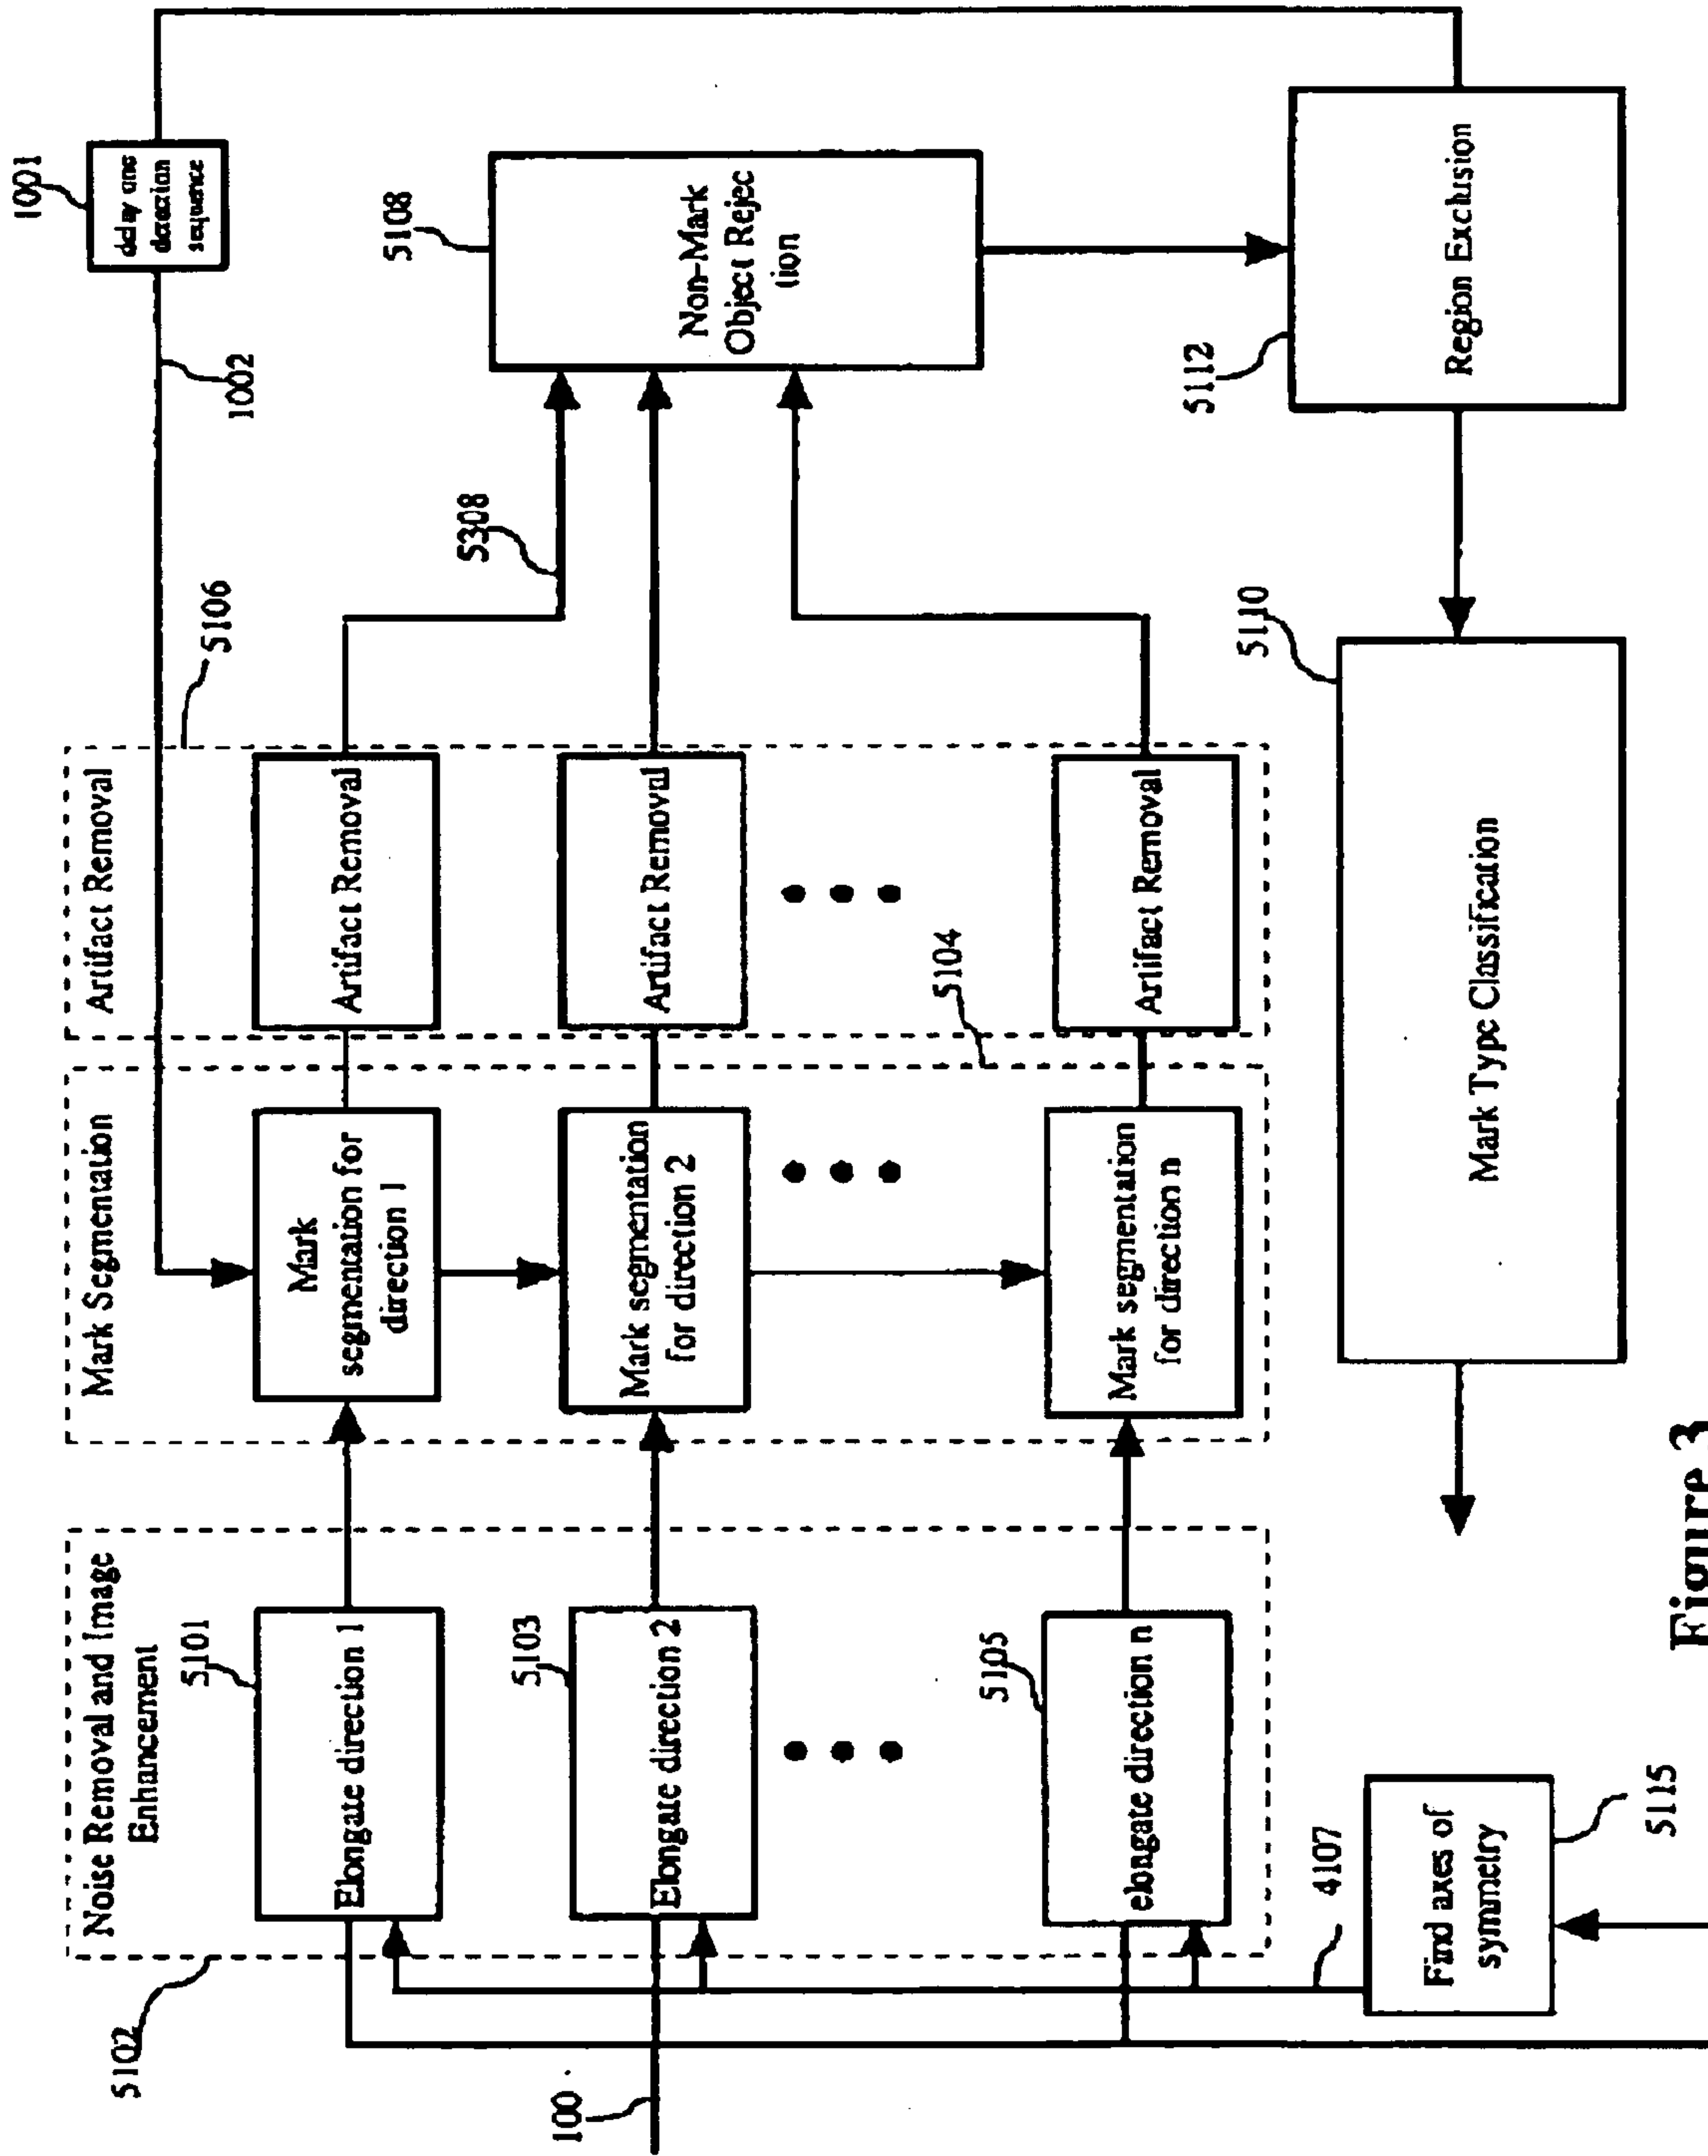 5102
Noise Removal and Image
Enhancement
5101
Elongate direction 1
5103
Elongate direction 2
5105
elongate direction n
100
4107
Find axes of
symmetry
5115
Mark Segmentation
Mark
segmentation for
direction 1
Mark segmentation
for direction 2
Mark segmentation
for direction n
5104
Artifact Removal
5106
Artifact Removal
Artifact Removal
Artifact Removal
5308
1001
delay one
detection
sequence
1002
5108
Non-Mark
Object Rejec
tion
5112
Region Exclusion
5110
Mark Type Classification
Figure 3